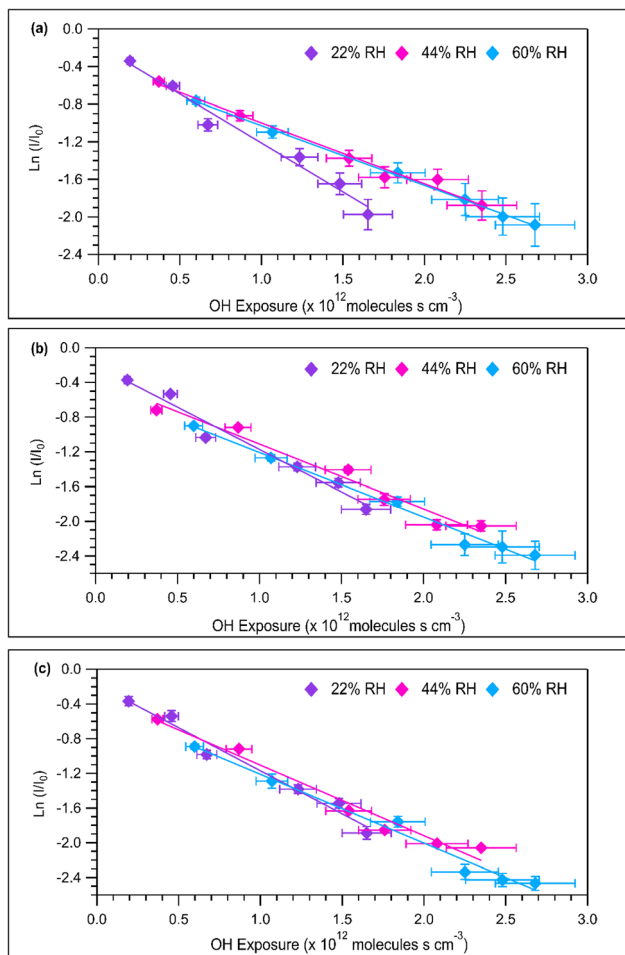 (a)
22% RH 44% RH 60% RH
Ln (I/I0)
0.0
-0.4
-0.8
-1.2
-1.6
-2.0
-2.4
0.0 0.5 1.0 1.5 2.0 2.5 3.0
OH Exposure (x 10^12 molecules s cm^-3)
(b)
22% RH 44% RH 60% RH
Ln (I/I0)
0.0
-0.4
-0.8
-1.2
-1.6
-2.0
-2.4
0.0 0.5 1.0 1.5 2.0 2.5 3.0
OH Exposure (x 10^12 molecules s cm^-3)
(c)
22% RH 44% RH 60% RH
Ln (I/I0)
0.0
-0.4
-0.8
-1.2
-1.6
-2.0
-2.4
0.0 0.5 1.0 1.5 2.0 2.5 3.0
OH Exposure (x 10^12 molecules s cm^-3)